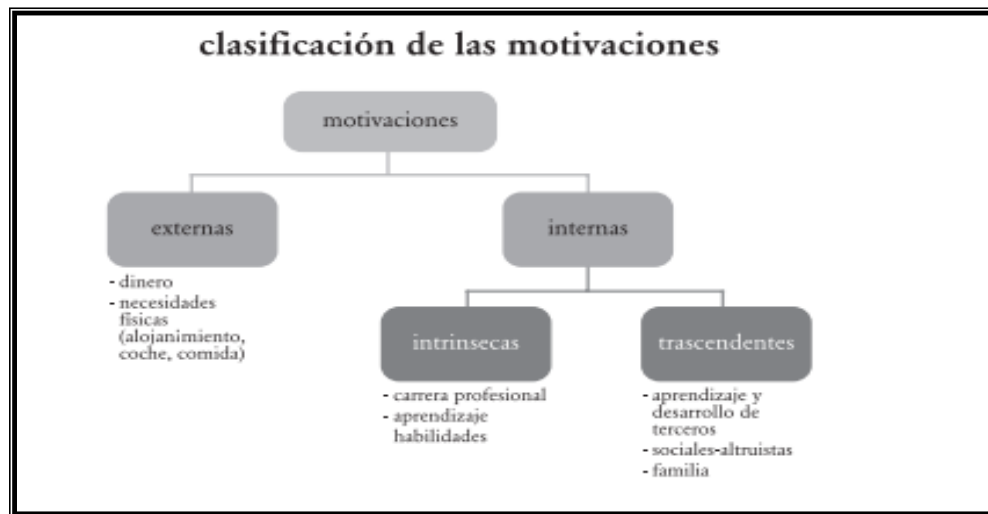 clasificación de las motivaciones
motivaciones
externas
internas
- dinero
- necesidades
físicas
(alojanimiento,
coche, comida)
intrinsecas
trascendentes
- carrera profesional
- aprendizaje
habilidades
- aprendizaje y
desarrollo de
terceros
- sociales-altruistas
- familia